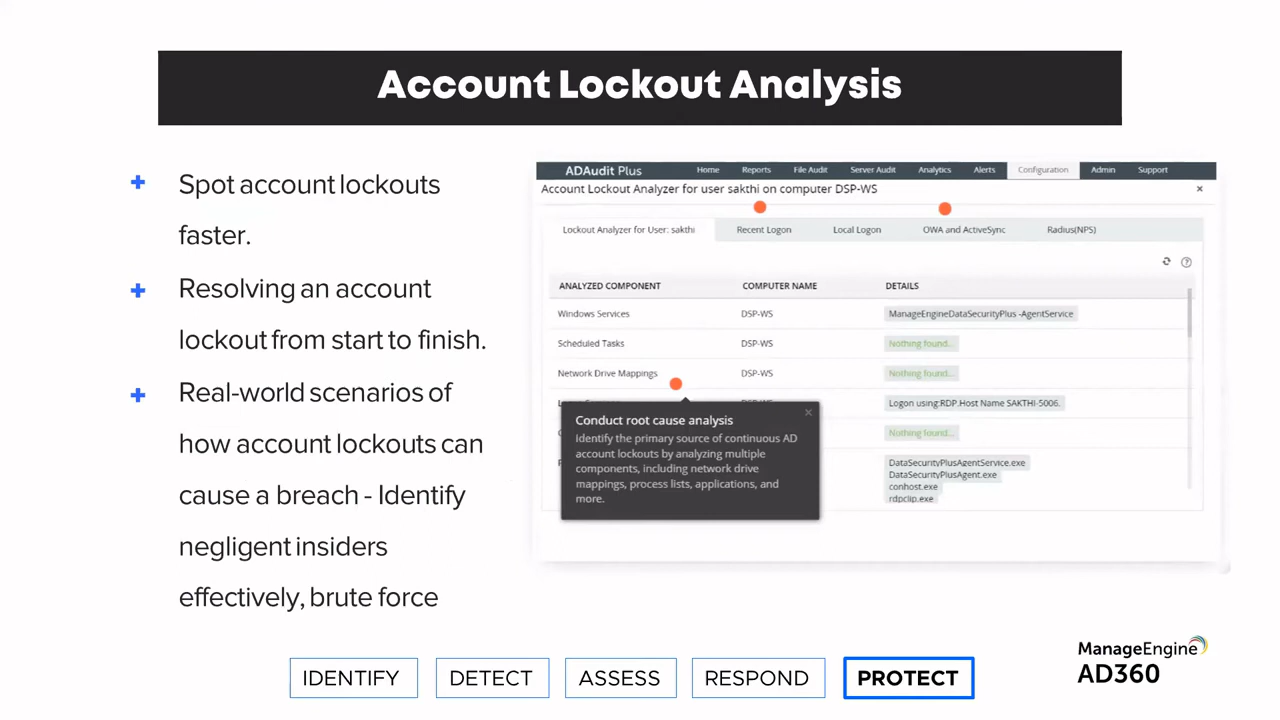 Account Lockout Analysis
+ Spot account lockouts
faster.
+ Resolving an account
lockout from start to finish.
+ Real-world scenarios of
how account lockouts can
cause a breach - Identify
negligent insiders
effectively, brute force
ADAudit Plus Home Reports File Audit Server Audit Analytics Alerts Configuration Admin Support
Account Lockout Analyzer for user sakthi on computer DSP-WS ×
Lockout Analyzer for User: sakthi Recent Logon Local Logon OWA and ActiveSync Radius(NPS)
ANALYZED COMPONENT COMPUTER NAME DETAILS
Windows Services DSP-WS ManageEngineDataSecurityPlus -AgentService
Scheduled Tasks DSP-WS Nothing found...
Network Drive Mappings DSP-WS Nothing found...
DSP-WS Logon using:RDP.Host Name SAKTHI-5006.
Nothing found...
DataSecurityPlusAgentService.exe
DataSecurityPlusAgent.exe
conhost.exe
rdpclip.exe
Conduct root cause analysis ×
Identify the primary source of continuous AD
account lockouts by analyzing multiple
components, including network drive
mappings, process lists, applications, and
more.
IDENTIFY DETECT ASSESS RESPOND PROTECT
ManageEngine
AD360